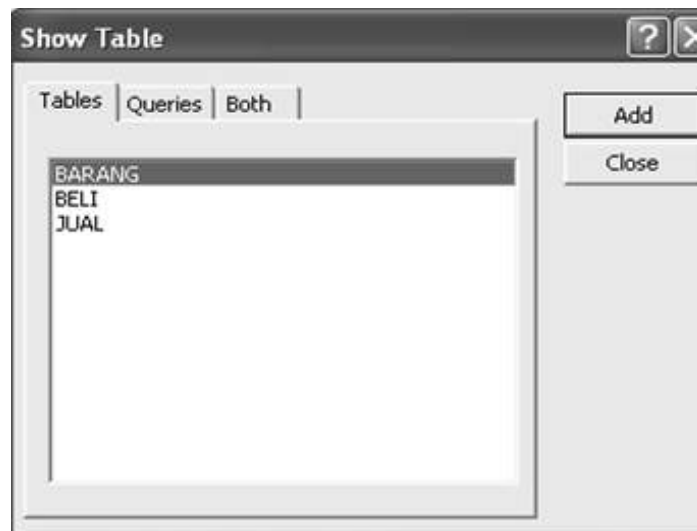 Show Table
Tables Queries Both
Add
Close
BARANG
BELI
JUAL